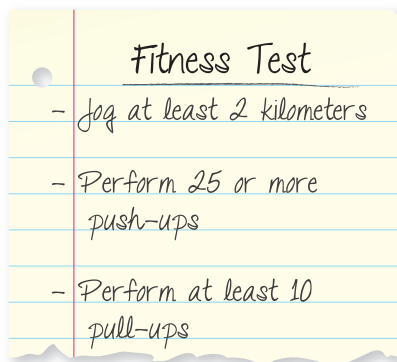 Fitness Test
- Jog at least 2 kilometers
- Perform 25 or more
push-ups
- Perform at least 10
pull-ups